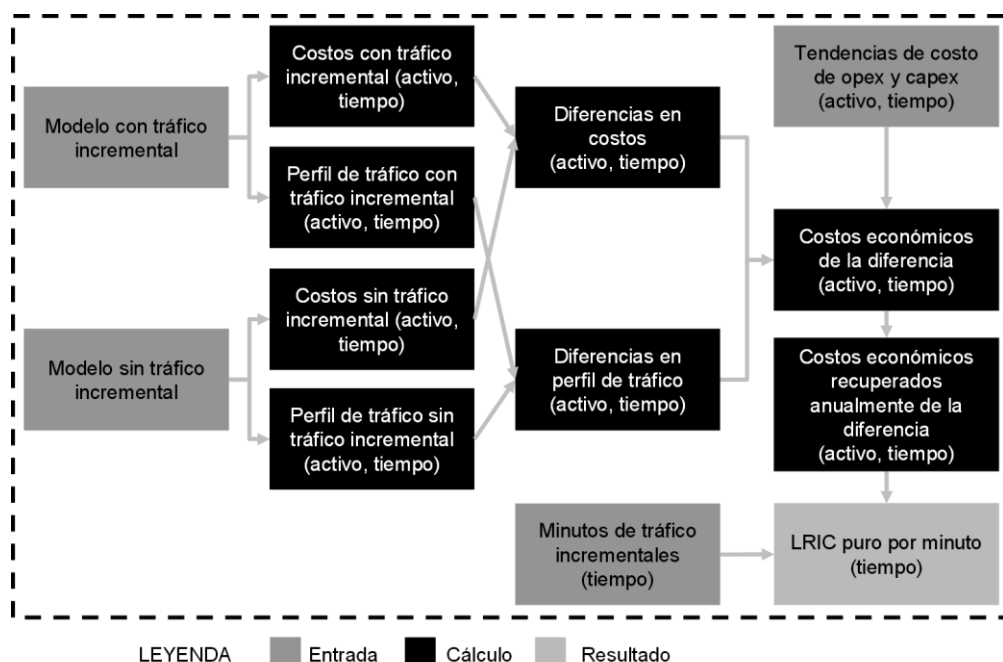 Modelo con tráfico
incremental
Modelo sin tráfico
incremental
Costos con tráfico
incremental (activo,
tiempo)
Perfil de tráfico con
tráfico incremental
(activo, tiempo)
Costos sin tráfico
incremental (activo,
tiempo)
Perfil de tráfico sin
tráfico incremental
(activo, tiempo)
Diferencias en
costos
(activo, tiempo)
Diferencias en
perfil de tráfico
(activo, tiempo)
Minutos de tráfico
incrementales
(tiempo)
Tendencias de costo
de opex y capex
(activo, tiempo)
Costos económicos
de la diferencia
(activo, tiempo)
Costos económicos
recuperados
anualmente de la
diferencia
(activo, tiempo)
LRIC puro por minuto
(tiempo)
LEYENDA Entrada Cálculo Resultado